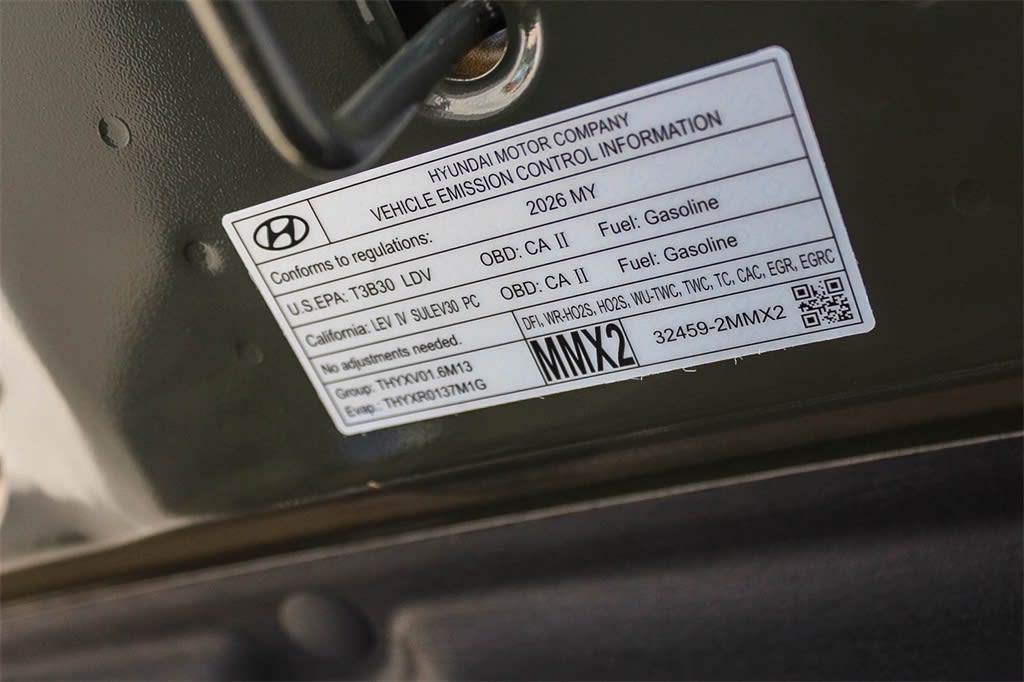 HYUNDAI MOTOR COMPANY
VEHICLE EMISSION CONTROL INFORMATION
Conforms to regulations: 2026 MY
U.S.EPA: T3B30 LDV OBD: CA II Fuel: Gasoline
California: LEV IV SULEV30 PC OBD: CA II Fuel: Gasoline
No adjustments needed.
DFI, WR-HO2S, HO2S, WU-TWC, TWC, TC, CAC, EGR, EGRC
Group: THYXV01.6M13
Evap.: THYXR0137M1G
MMX2
32459-2MMX2